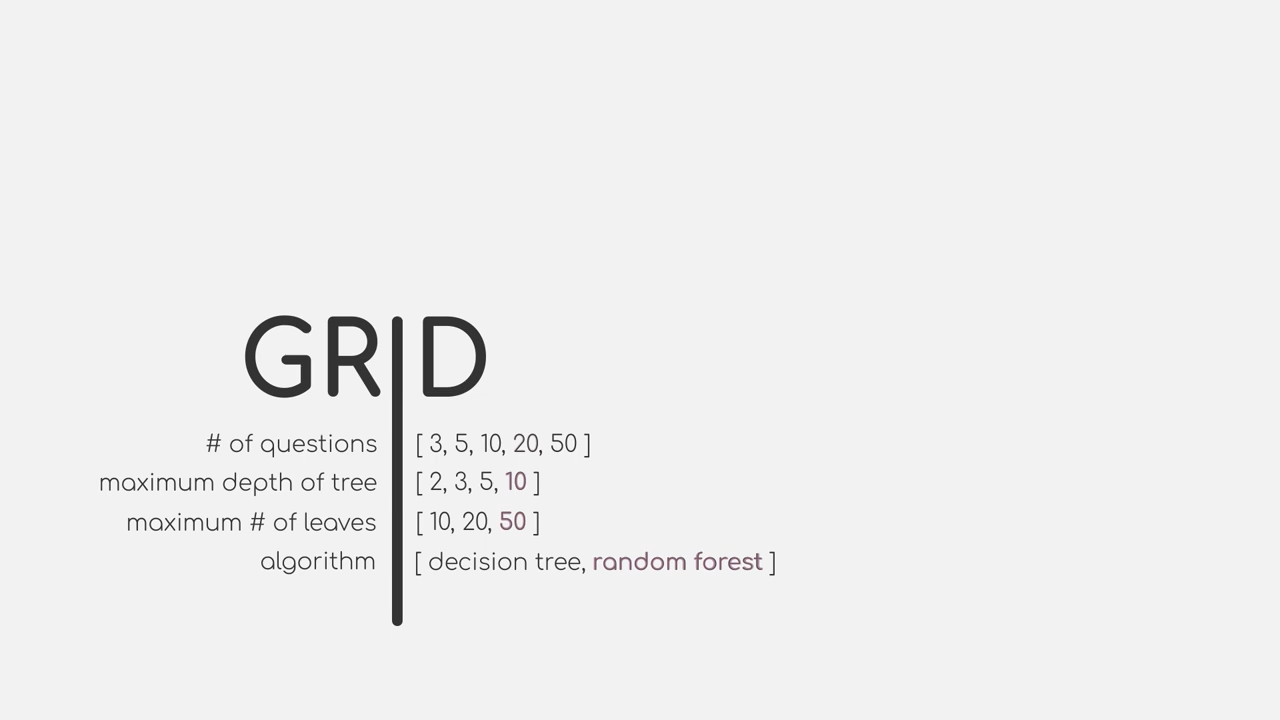 GRID
# of questions [ 3, 5, 10, 20, 50 ]
maximum depth of tree [ 2, 3, 5, 10 ]
maximum # of leaves [ 10, 20, 50 ]
algorithm [ decision tree, random forest ]